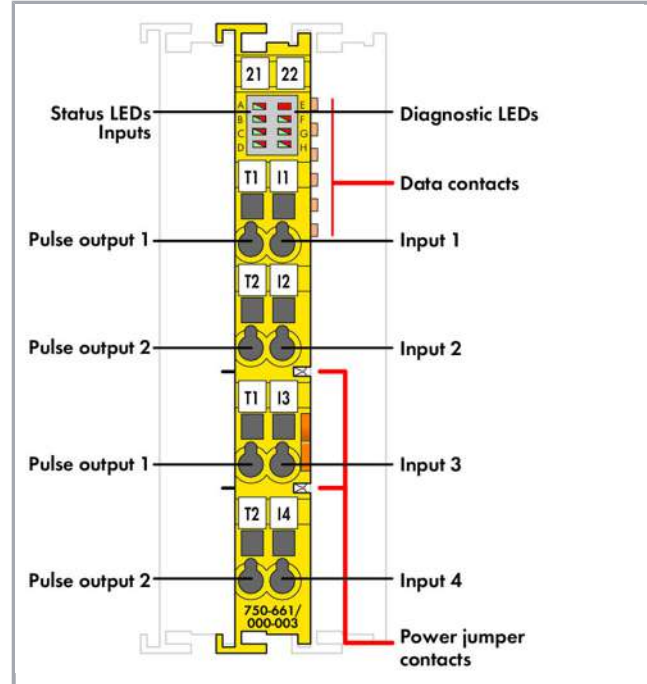 21 22
A E
Status LEDs B F Diagnostic LEDs
Inputs C G
D H
T1 I1
Data contacts
Pulse output 1 Input 1
T2 I2
Pulse output 2 Input 2
T1 I3
Pulse output 1 Input 3
T2 I4
Pulse output 2 Input 4
750-661/
000-003
Power jumper
contacts